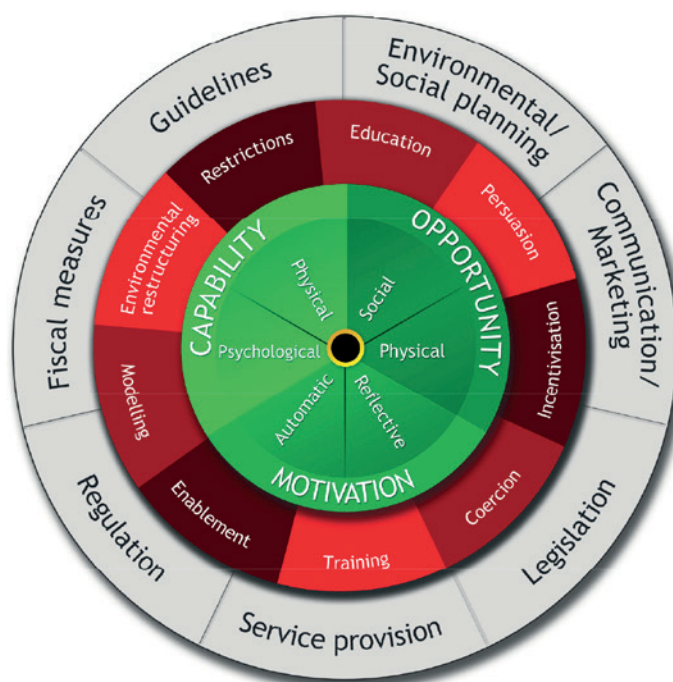 Guidelines
Environmental/
Social planning
Communication/
Marketing
Legislation
Service provision
Regulation
Fiscal measures
Restrictions
Education
Persuasion
Incentivisation
Coercion
Training
Enablement
Modelling
Environmental
restructuring
CAPABILITY
OPPORTUNITY
MOTIVATION
Physical
Social
Physical
Reflective
Automatic
Psychological